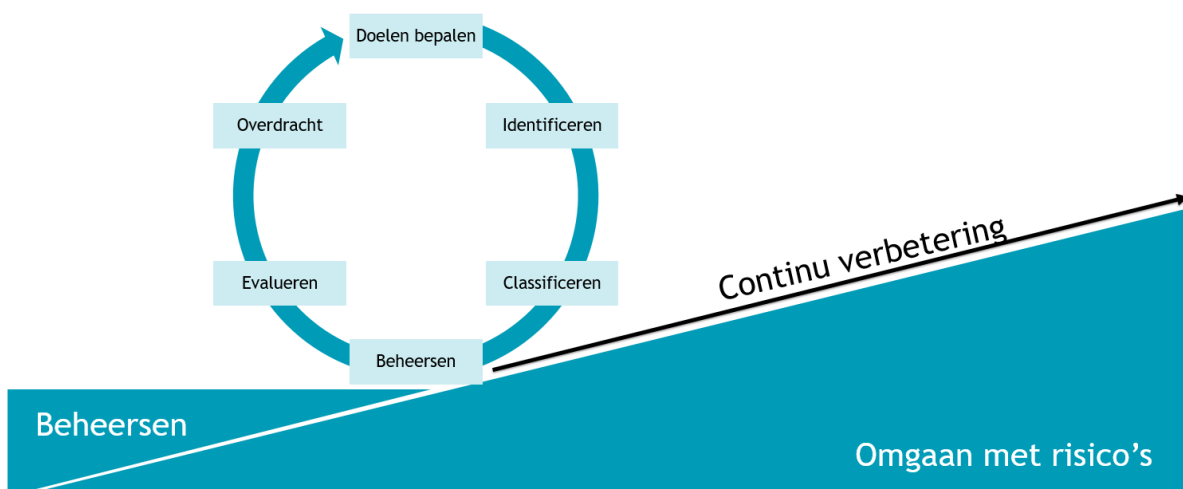 Doelen bepalen
Overdracht
Identificeren
Evalueren
Classificeren
Beheersen
Continu verbetering
Beheersen
Omgaan met risico’s